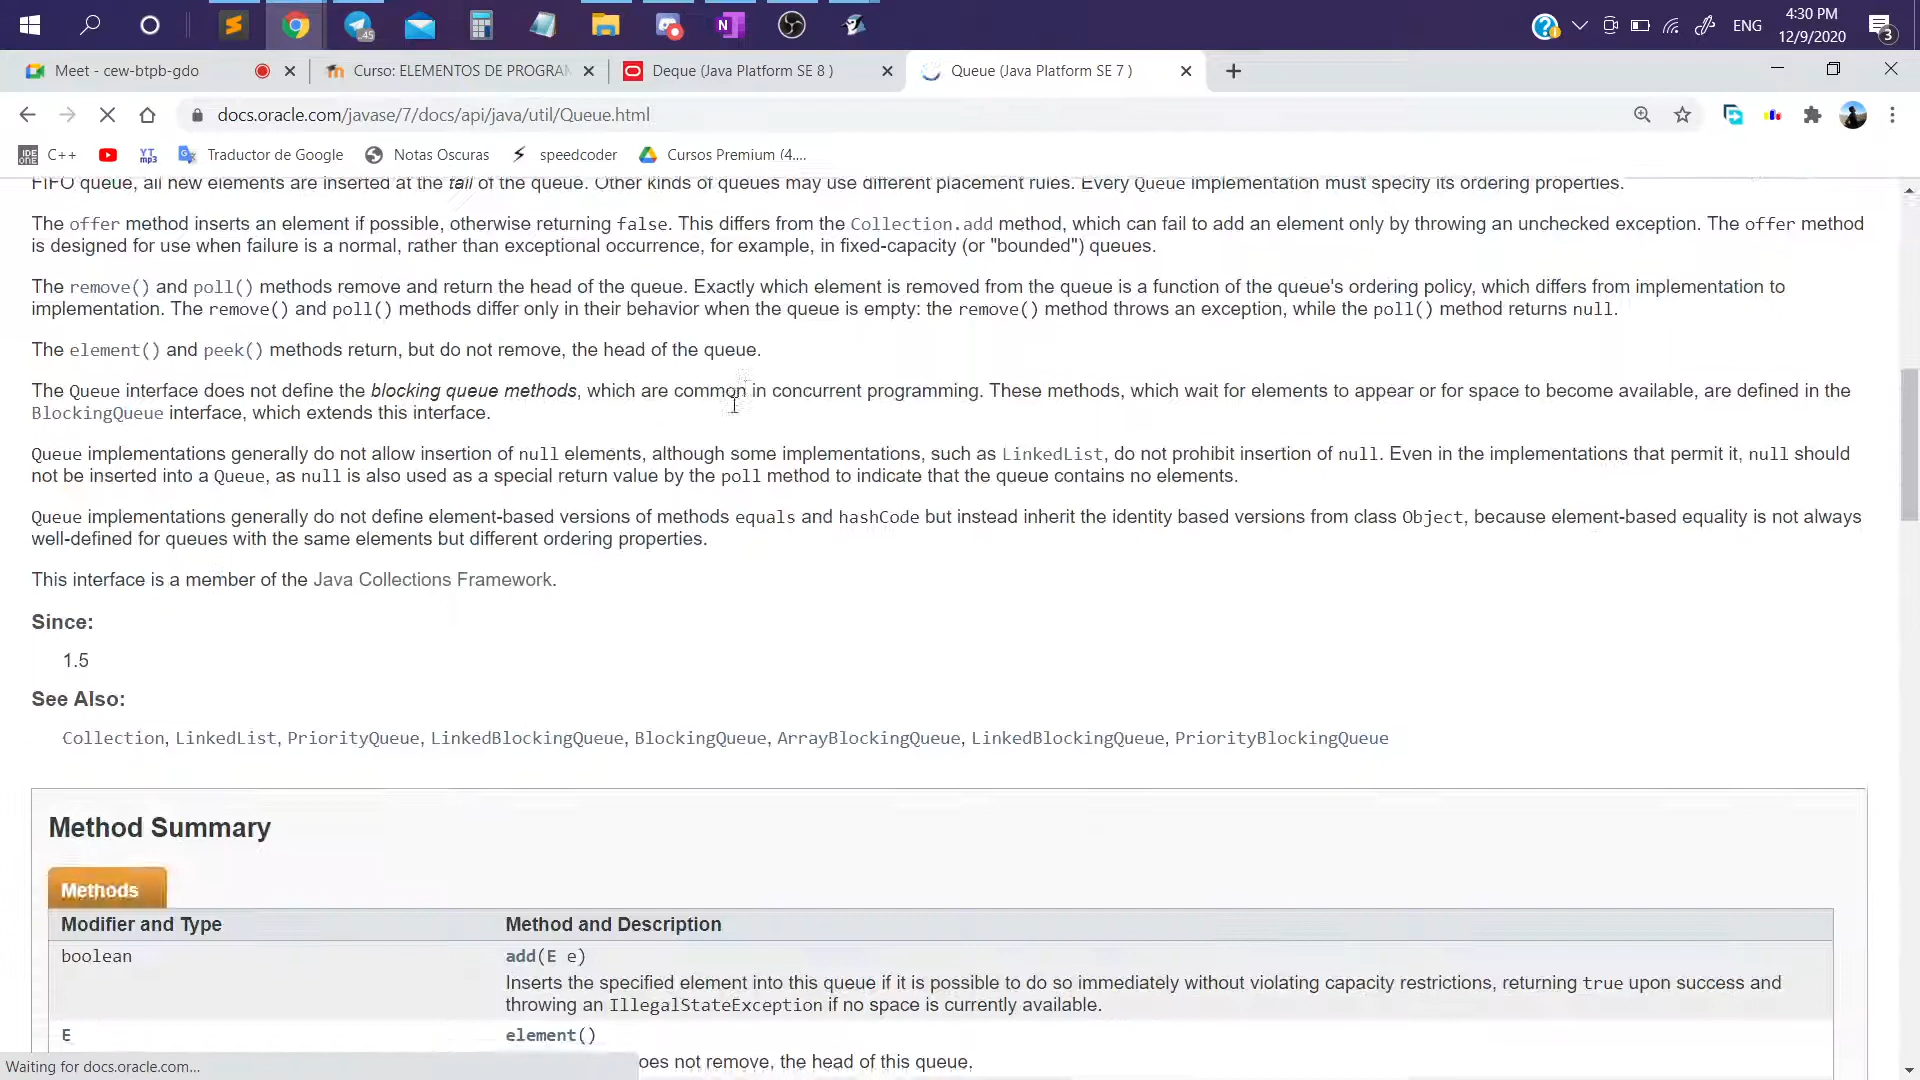 4:30 PM
ENG
12/9/2020
3
45
Meet - cew-btpb-gdo
Curso: ELEMENTOS DE PROGRAM
Deque (Java Platform SE 8 )
Queue (Java Platform SE 7 )
docs.oracle.com/javase/7/docs/api/java/util/Queue.html
IDE ONE C++
YT mp3
Traductor de Google
Notas Oscuras
speedcoder
Cursos Premium (4....
FIFO queue, all new elements are inserted at the tail of the queue. Other kinds of queues may use different placement rules. Every Queue implementation must specify its ordering properties.
The offer method inserts an element if possible, otherwise returning false. This differs from the Collection.add method, which can fail to add an element only by throwing an unchecked exception. The offer method
is designed for use when failure is a normal, rather than exceptional occurrence, for example, in fixed-capacity (or "bounded") queues.
The remove() and poll() methods remove and return the head of the queue. Exactly which element is removed from the queue is a function of the queue's ordering policy, which differs from implementation to
implementation. The remove() and poll() methods differ only in their behavior when the queue is empty: the remove() method throws an exception, while the poll() method returns null.
The element() and peek() methods return, but do not remove, the head of the queue.
The Queue interface does not define the blocking queue methods, which are common in concurrent programming. These methods, which wait for elements to appear or for space to become available, are defined in the
BlockingQueue interface, which extends this interface.
Queue implementations generally do not allow insertion of null elements, although some implementations, such as LinkedList, do not prohibit insertion of null. Even in the implementations that permit it, null should
not be inserted into a Queue, as null is also used as a special return value by the poll method to indicate that the queue contains no elements.
Queue implementations generally do not define element-based versions of methods equals and hashCode but instead inherit the identity based versions from class Object, because element-based equality is not always
well-defined for queues with the same elements but different ordering properties.
This interface is a member of the Java Collections Framework.
Since:
1.5
See Also:
Collection, LinkedList, PriorityQueue, LinkedBlockingQueue, BlockingQueue, ArrayBlockingQueue, LinkedBlockingQueue, PriorityBlockingQueue
Method Summary
Methods
Modifier and Type
Method and Description
boolean
add(E e)
Inserts the specified element into this queue if it is possible to do so immediately without violating capacity restrictions, returning true upon success and
throwing an IllegalStateException if no space is currently available.
E
element()
oes not remove, the head of this queue.
Waiting for docs.oracle.com...